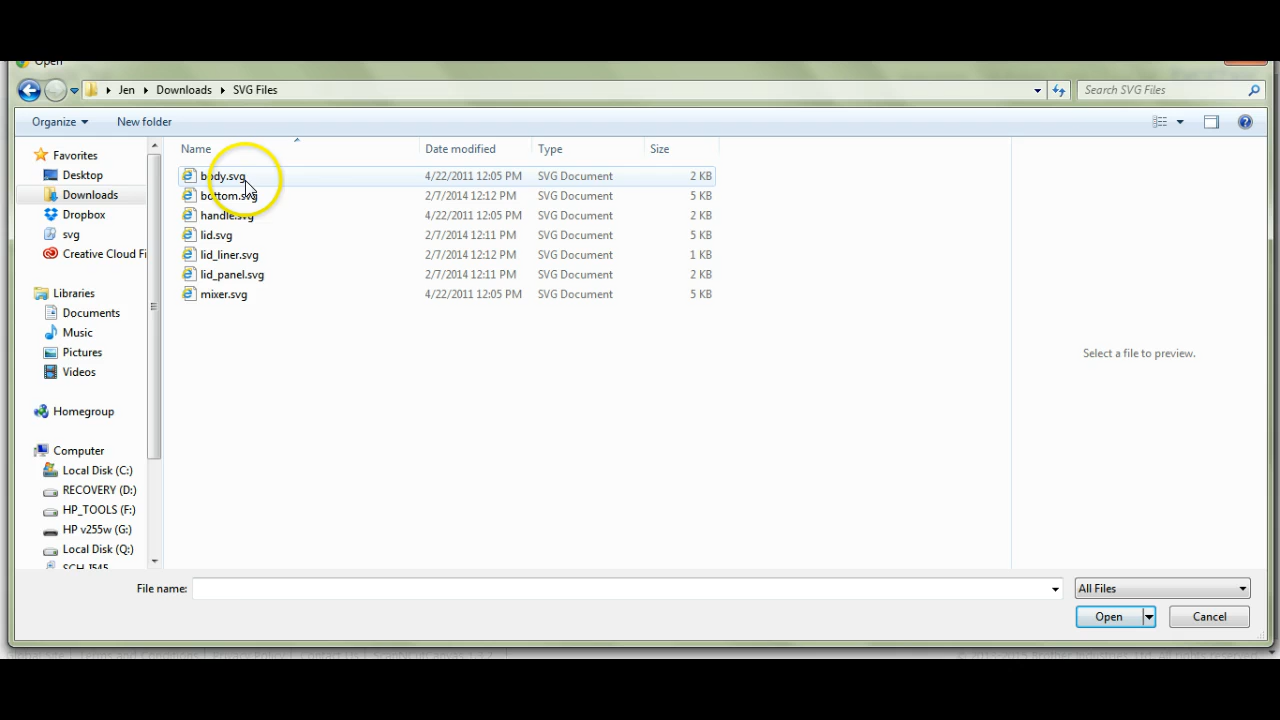 Open
Jen Downloads SVG Files
Search SVG Files
Organize New folder
Name Date modified Type Size
Favorites
Desktop
Downloads
Dropbox
svg
Creative Cloud Fi
Libraries
Documents
Music
Pictures
Videos
Homegroup
Computer
Local Disk (C:)
RECOVERY (D:)
HP_TOOLS (F:)
HP v255w (G:)
Local Disk (Q:)
SCH-I545
body.svg 4/22/2011 12:05 PM SVG Document 2 KB
bottom.svg 2/7/2014 12:12 PM SVG Document 5 KB
handle.svg 4/22/2011 12:05 PM SVG Document 2 KB
lid.svg 2/7/2014 12:11 PM SVG Document 5 KB
lid_liner.svg 2/7/2014 12:12 PM SVG Document 1 KB
lid_panel.svg 2/7/2014 12:11 PM SVG Document 2 KB
mixer.svg 4/22/2011 12:05 PM SVG Document 5 KB
Select a file to preview.
File name:
All Files
Open Cancel